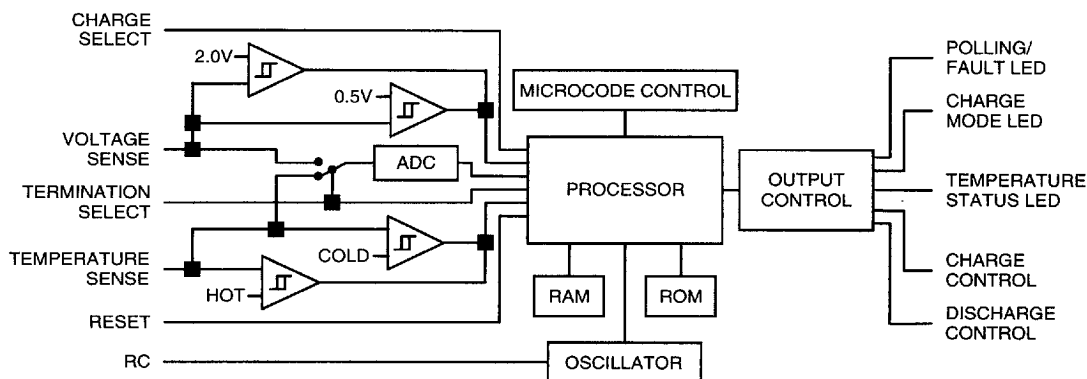 CHARGE
SELECT
2.0V
0.5V
VOLTAGE
SENSE
ADC
TERMINATION
SELECT
COLD
TEMPERATURE
SENSE
HOT
RESET
RC
MICROCODE CONTROL
PROCESSOR
RAM
ROM
OSCILLATOR
OUTPUT
CONTROL
POLLING/
FAULT LED
CHARGE
MODE LED
TEMPERATURE
STATUS LED
CHARGE
CONTROL
DISCHARGE
CONTROL